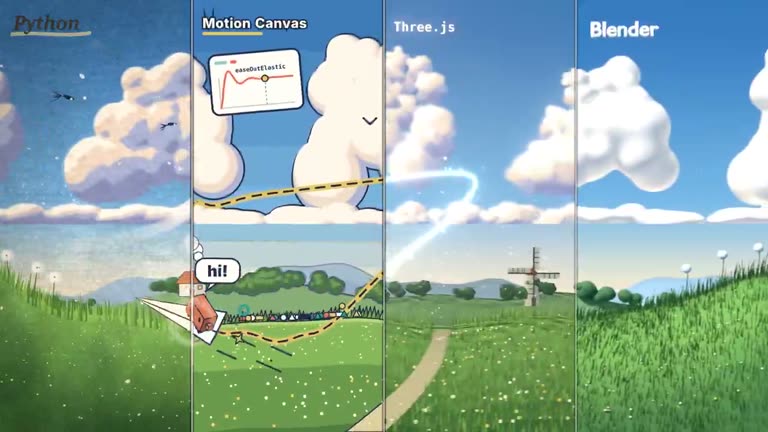 Python
Motion Canvas
Three.js
Blender
easeOutElastic
hi!